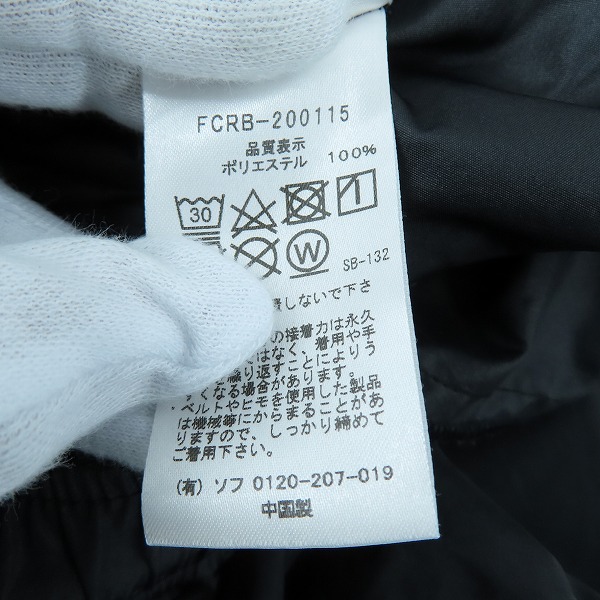 FCRB-200115
品質表示
ポリエステル 100%
30
W
SB-132
しないで下さ
の接着力は永久
ではなく、着用や手
り返すことによりう
すくなる場合があります。
ベルトやヒモを使用した製品
は機械等にからまることがあ
りますので、しっかり締めて
ご着用下さい。
(有) ソフ 0120-207-019
中国製